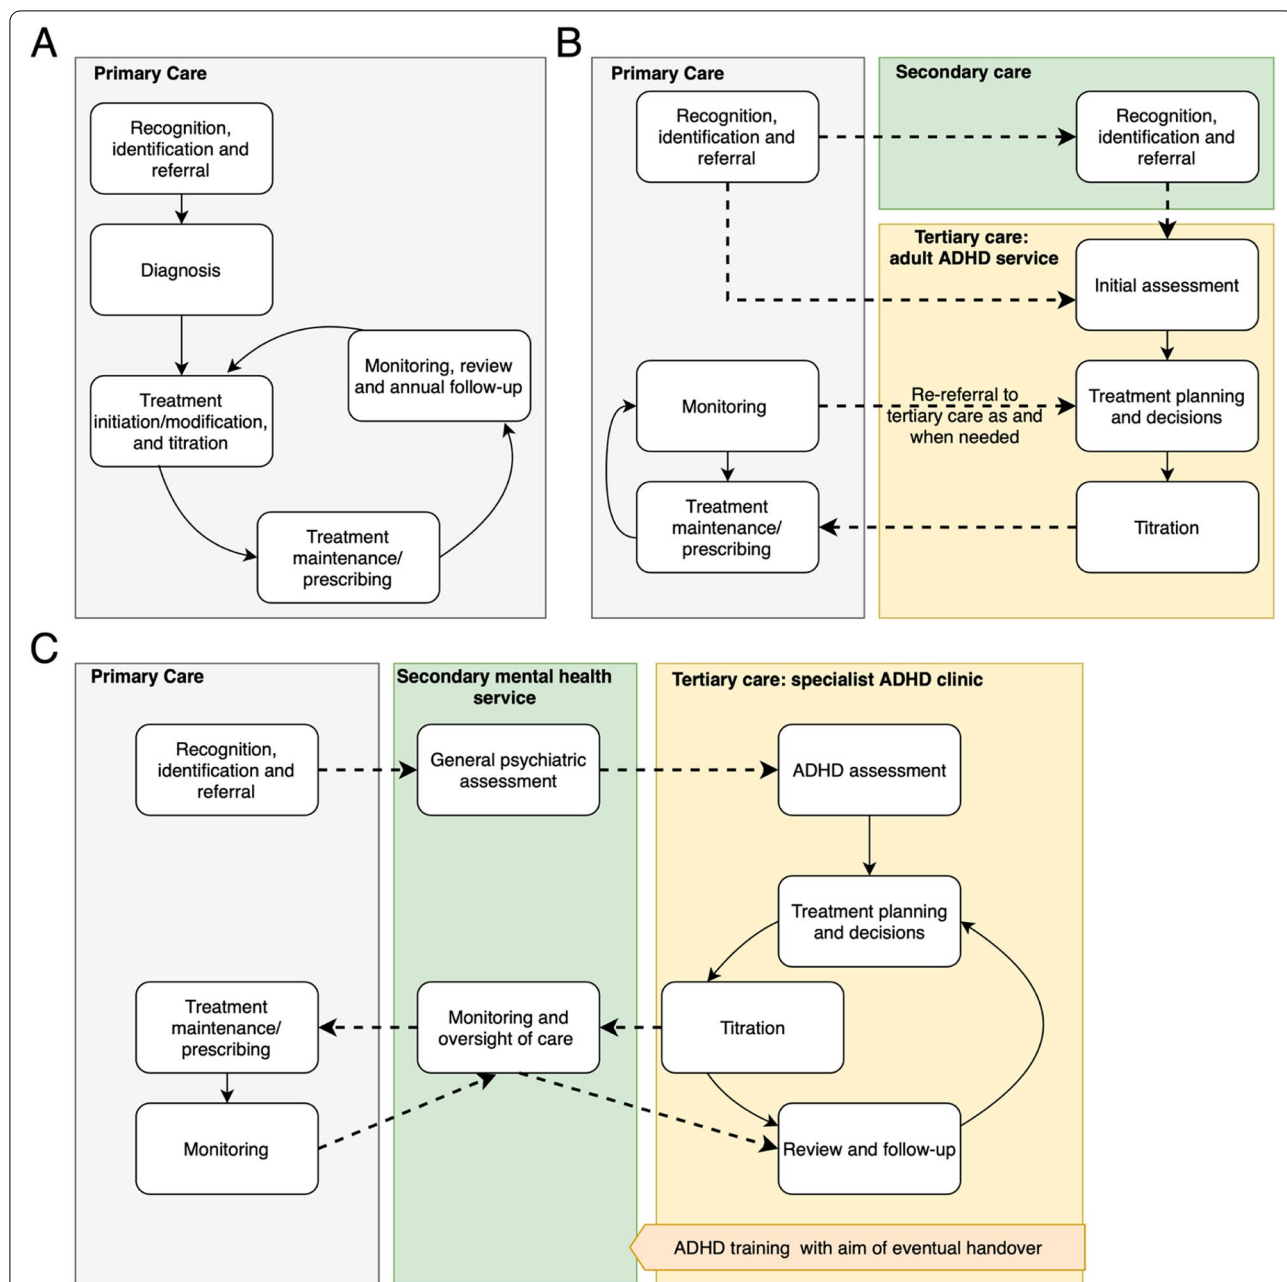 A
Primary Care
Recognition,
identification and
referral
Diagnosis
Monitoring, review
and annual follow-up
Treatment
initiation/modification,
and titration
Treatment
maintenance/
prescribing
B
Primary Care
Recognition,
identification and
referral
Secondary care
Recognition,
identification and
referral
Tertiary care:
adult ADHD service
Initial assessment
Monitoring
Re-referral to
tertiary care as and
when needed
Treatment planning
and decisions
Treatment
maintenance/
prescribing
Titration
C
Primary Care
Secondary mental health
service
Tertiary care: specialist ADHD clinic
Recognition,
identification and
referral
General psychiatric
assessment
ADHD assessment
Treatment planning
and decisions
Treatment
maintenance/
prescribing
Monitoring and
oversight of care
Titration
Monitoring
Review and follow-up
ADHD training with aim of eventual handover